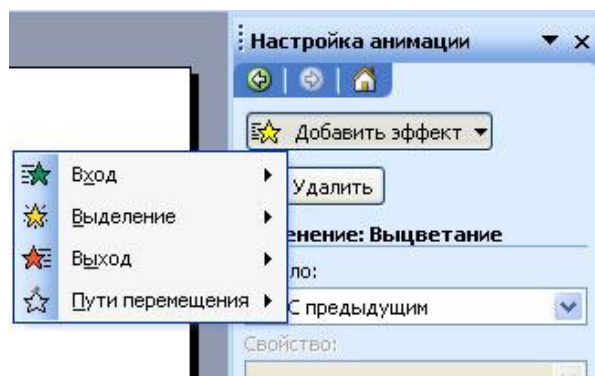 Настройка анимации
Добавить эффект
Вход
Выделение
Выход
Пути перемещения
Удалить
енение: Выцветание
ло:
С предыдущим
Свойство: